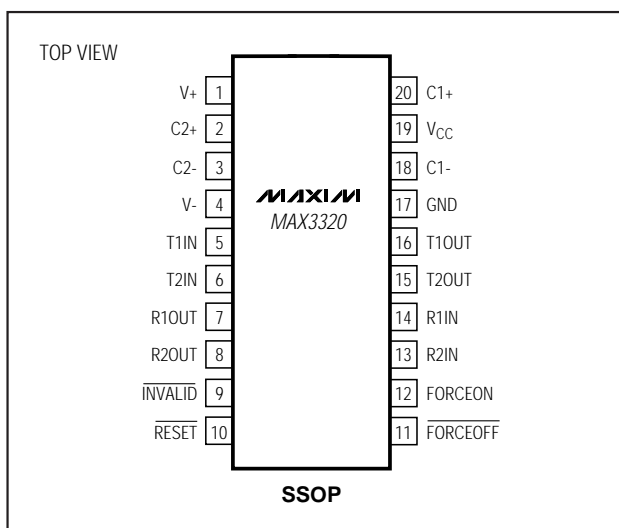 TOP VIEW
V+ 1
C2+ 2
C2- 3
V- 4
T1IN 5
T2IN 6
R1OUT 7
R2OUT 8
INVALID 9
RESET 10
MAXIM
MAX3320
20 C1+
19 VCC
18 C1-
17 GND
16 T1OUT
15 T2OUT
14 R1IN
13 R2IN
12 FORCEON
11 FORCEOFF
SSOP